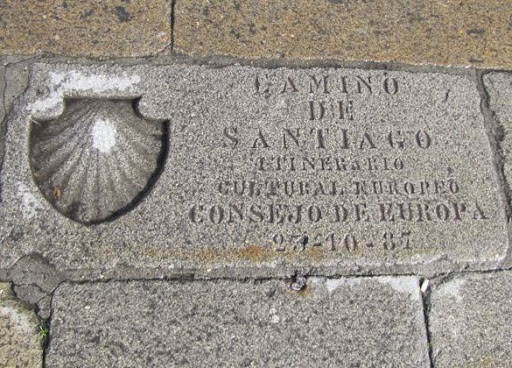 CAMINO
DE
SANTIAGO
ITINERARIO
CULTURAL EUROPEO
CONSEJO DE EUROPA
23-10-87